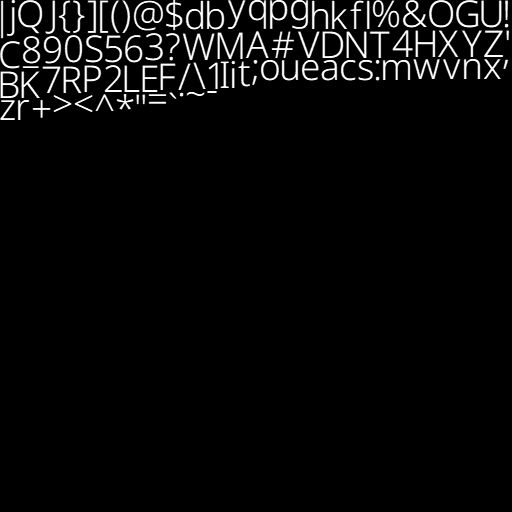 |jQJ{}][()@$dbyqpghkfl%&OGU!
C890S563?WMA#VDNT4HXYZ'
BK7RP2LEF/\1Iit;oueacs:mwvnx,
zr+><^*"=`.~-